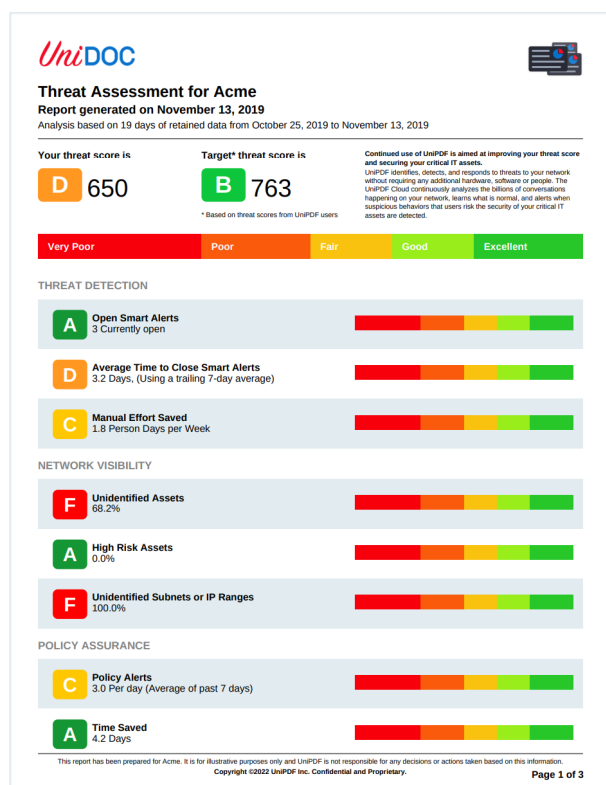 UniDOC
Threat Assessment for Acme
Report generated on November 13, 2019
Analysis based on 19 days of retained data from October 25, 2019 to November 13, 2019
Your threat score is
D 650
Target* threat score is
B 763
* Based on threat scores from UniPDF users
Continued use of UniPDF is aimed at improving your threat score
and securing your critical IT assets.
UniPDF identifies, detects, and responds to threats to your network
without requiring any additional hardware, software or people. The
UniPDF Cloud continuously analyzes the billions of conversations
happening on your network, learns what is normal, and alerts when
suspicious behaviors that users risk the security of your critical IT
assets are detected.
Very Poor Poor Fair Good Excellent
THREAT DETECTION
A
Open Smart Alerts
3 Currently open
D
Average Time to Close Smart Alerts
3.2 Days, (Using a trailing 7-day average)
C
Manual Effort Saved
1.8 Person Days per Week
NETWORK VISIBILITY
F
Unidentified Assets
68.2%
A
High Risk Assets
0.0%
F
Unidentified Subnets or IP Ranges
100.0%
POLICY ASSURANCE
C
Policy Alerts
3.0 Per day (Average of past 7 days)
A
Time Saved
4.2 Days
This report has been prepared for Acme. It is for illustrative purposes only and UniPDF is not responsible for any decisions or actions taken based on this information.
Copyright ©2022 UniPDF Inc. Confidential and Proprietary.
Page 1 of 3